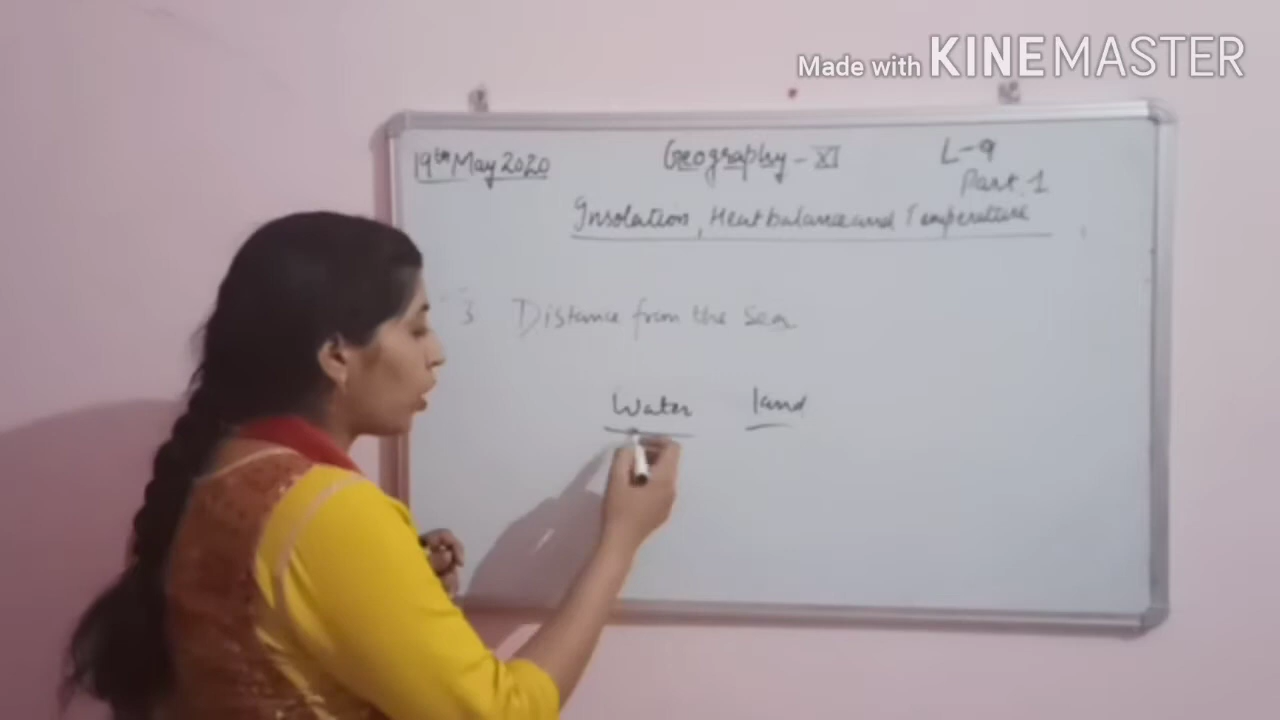 Made with KINEMASTER
19th May 2020 Geography - XI L-9
Part 1
Insolation, Heat balance and Temperature
3 Distance from the sea
Water land